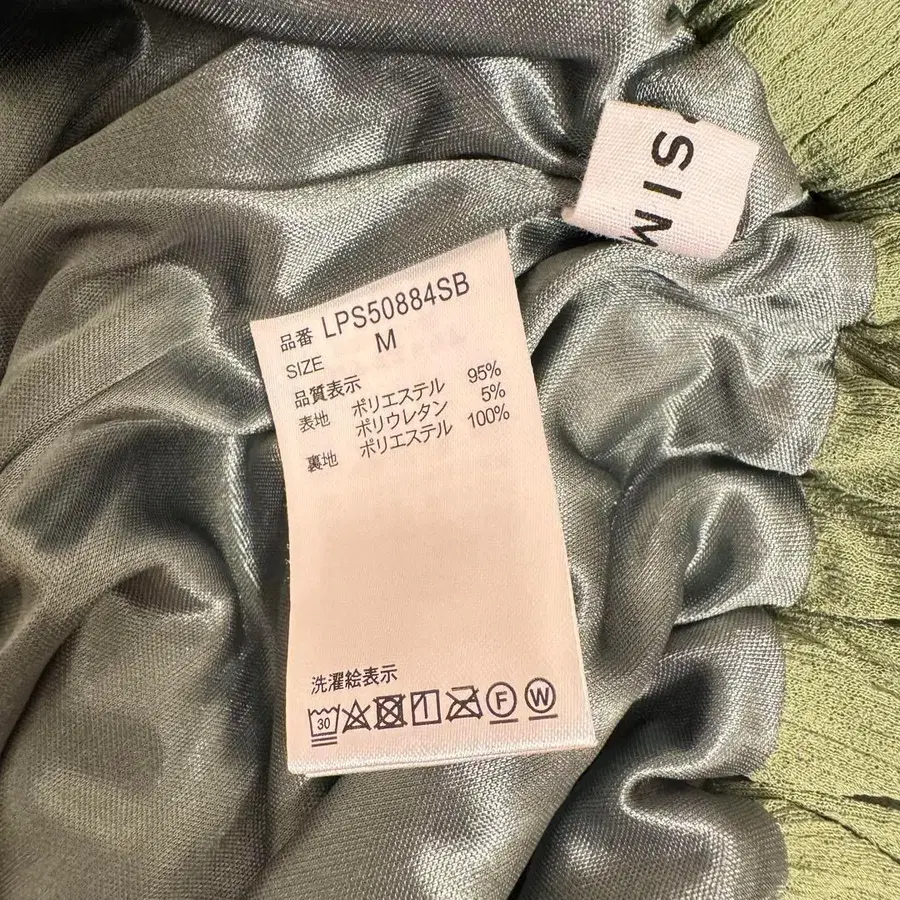 SIM
品番 LPS50884SB
SIZE M
品質表示
表地 ポリエステル 95%
ポリウレタン 5%
裏地 ポリエステル 100%
洗濯絵表示
30 F W